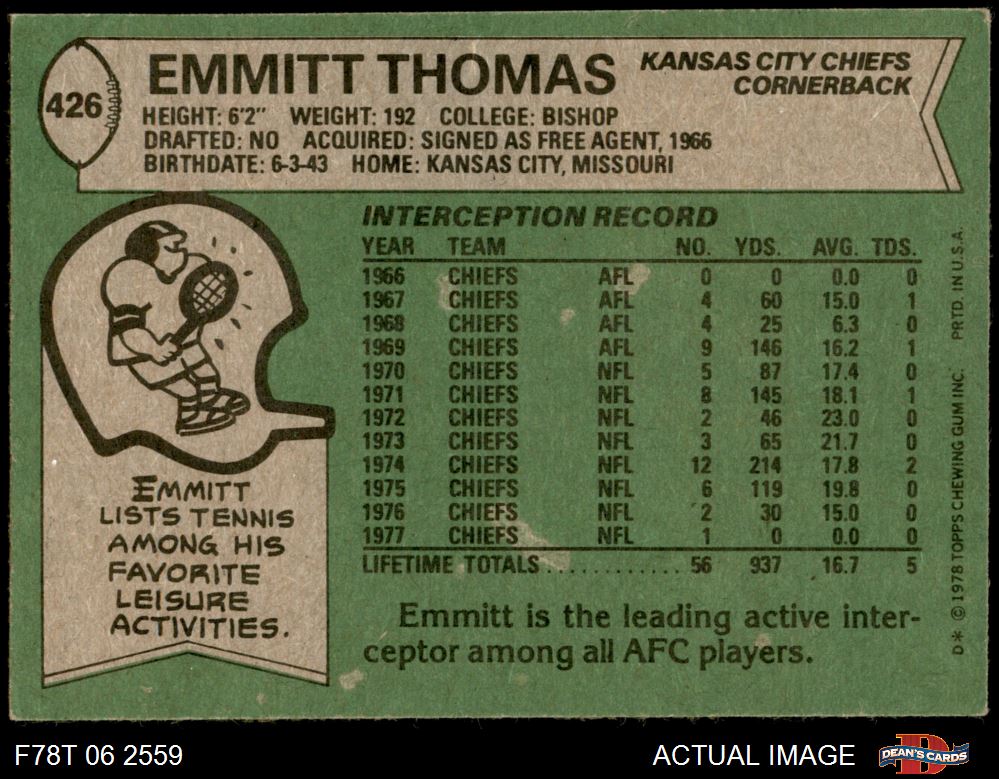 426
EMMITT THOMAS
KANSAS CITY CHIEFS
CORNERBACK
HEIGHT: 6'2" WEIGHT: 192 COLLEGE: BISHOP
DRAFTED: NO ACQUIRED: SIGNED AS FREE AGENT, 1966
BIRTHDATE: 6-3-43 HOME: KANSAS CITY, MISSOURI
INTERCEPTION RECORD
YEAR TEAM NO. YDS. AVG. TDS.
1966 CHIEFS AFL 0 0 0.0 0
1967 CHIEFS AFL 4 60 15.0 1
1968 CHIEFS AFL 4 25 6.3 0
1969 CHIEFS AFL 9 146 16.2 1
1970 CHIEFS NFL 5 87 17.4 0
1971 CHIEFS NFL 8 145 18.1 1
1972 CHIEFS NFL 2 46 23.0 0
1973 CHIEFS NFL 3 65 21.7 0
1974 CHIEFS NFL 12 214 17.8 2
1975 CHIEFS NFL 6 119 19.8 0
1976 CHIEFS NFL 2 30 15.0 0
1977 CHIEFS NFL 1 0 0.0 0
LIFETIME TOTALS............ 56 937 16.7 5
EMMITT
LISTS TENNIS
AMONG HIS
FAVORITE
LEISURE
ACTIVITIES.
Emmitt is the leading active inter-
ceptor among all AFC players.
D* © 1978 TOPPS CHEWING GUM INC. PRTD. IN U.S.A.
F78T 06 2559
ACTUAL IMAGE
DEAN'S CARDS